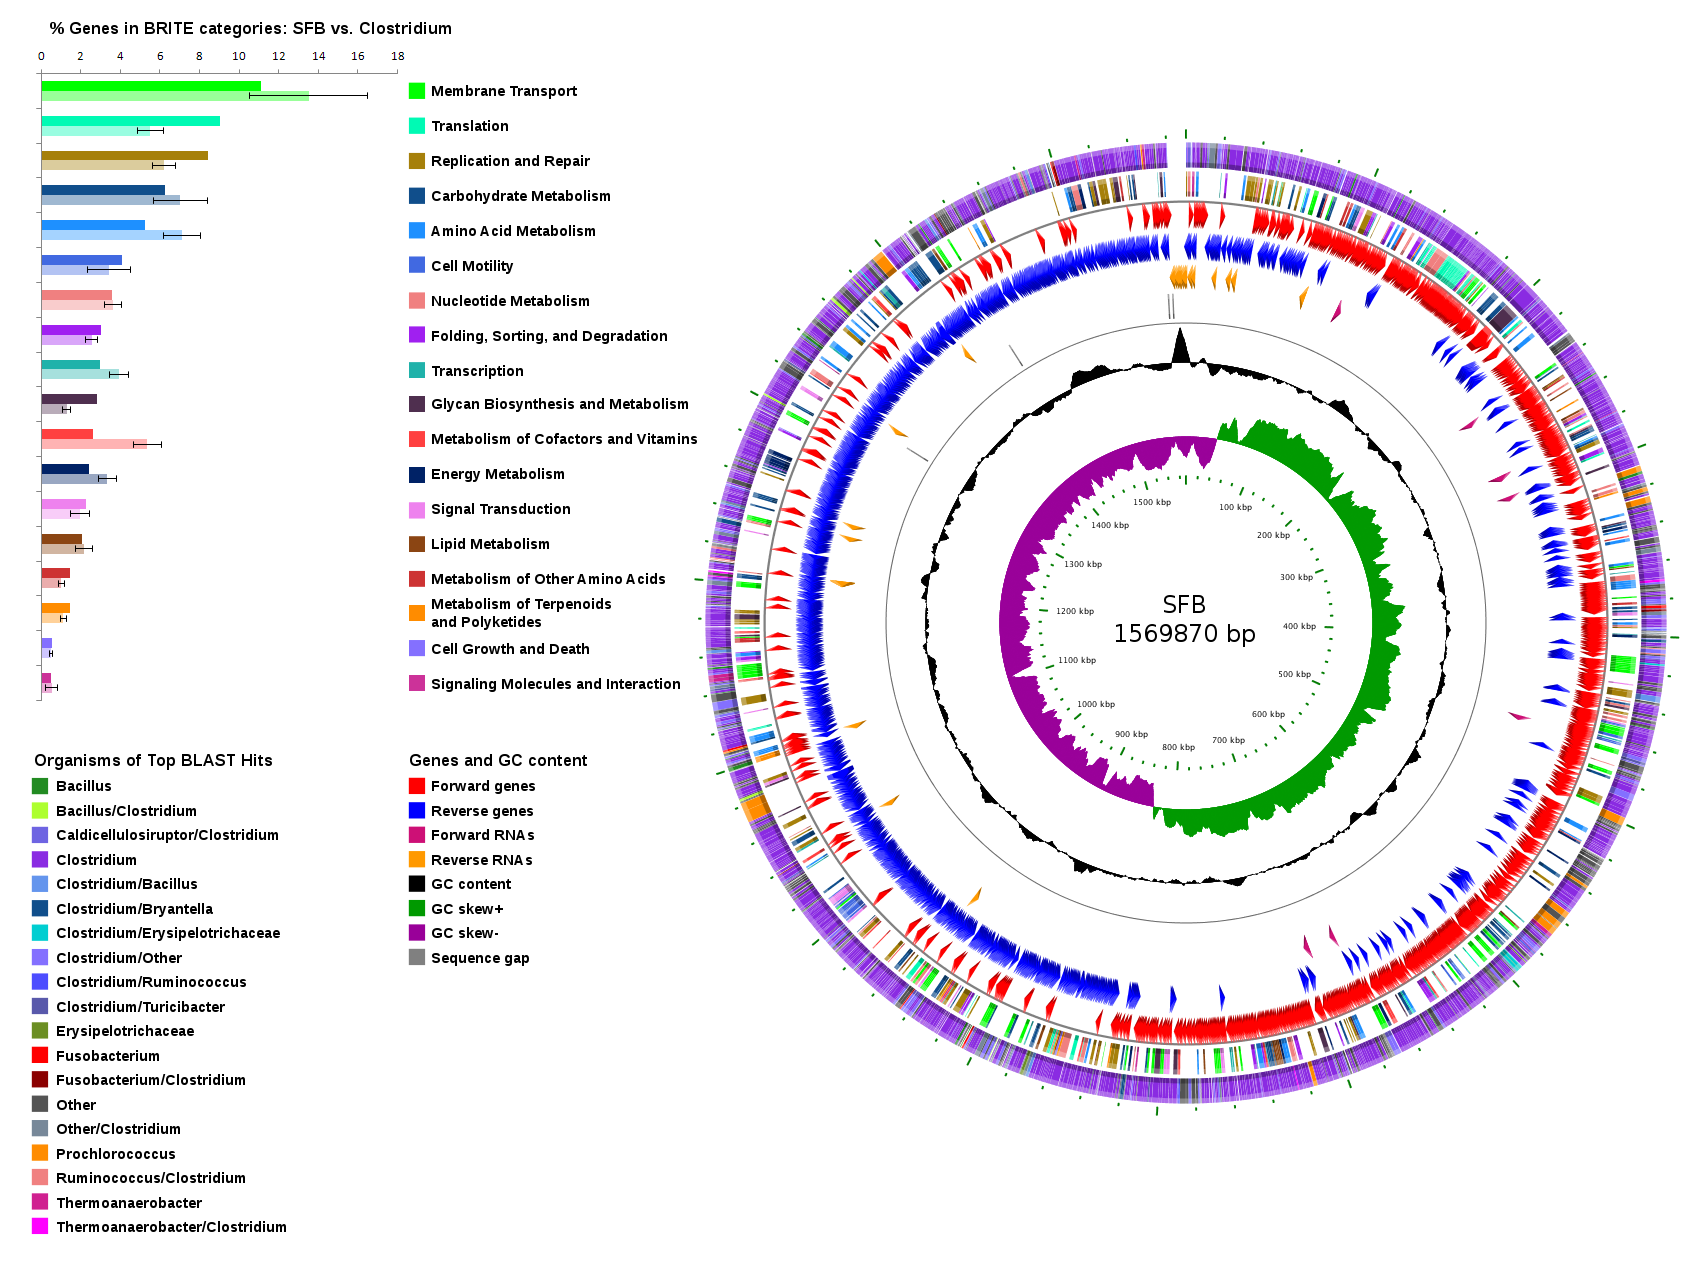 % Genes in BRITE categories: SFB vs. Clostridium
0 2 4 6 8 10 12 14 16 18
Membrane Transport
Translation
Replication and Repair
Carbohydrate Metabolism
Amino Acid Metabolism
Cell Motility
Nucleotide Metabolism
Folding, Sorting, and Degradation
Transcription
Glycan Biosynthesis and Metabolism
Metabolism of Cofactors and Vitamins
Energy Metabolism
Signal Transduction
Lipid Metabolism
Metabolism of Other Amino Acids
Metabolism of Terpenoids
and Polyketides
Cell Growth and Death
Signaling Molecules and Interaction
Organisms of Top BLAST Hits
Bacillus
Bacillus/Clostridium
Caldicellulosiruptor/Clostridium
Clostridium
Clostridium/Bacillus
Clostridium/Bryantella
Clostridium/Erysipelotrichaceae
Clostridium/Other
Clostridium/Ruminococcus
Clostridium/Turicibacter
Erysipelotrichaceae
Fusobacterium
Fusobacterium/Clostridium
Other
Other/Clostridium
Prochlorococcus
Ruminococcus/Clostridium
Thermoanaerobacter
Thermoanaerobacter/Clostridium
Genes and GC content
Forward genes
Reverse genes
Forward RNAs
Reverse RNAs
GC content
GC skew+
GC skew-
Sequence gap
SFB
1569870 bp
100 kbp
200 kbp
300 kbp
400 kbp
500 kbp
600 kbp
700 kbp
800 kbp
900 kbp
1000 kbp
1100 kbp
1200 kbp
1300 kbp
1400 kbp
1500 kbp